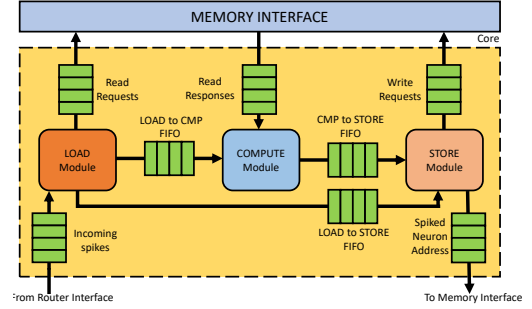 MEMORY INTERFACE
Core
Read
Requests
Read
Responses
Write
Requests
LOAD to CMP
FIFO
CMP to STORE
FIFO
LOAD
Module
COMPUTE
Module
STORE
Module
Incoming
spikes
LOAD to STORE
FIFO
Spiked
Neuron
Address
From Router Interface
To Memory Interface